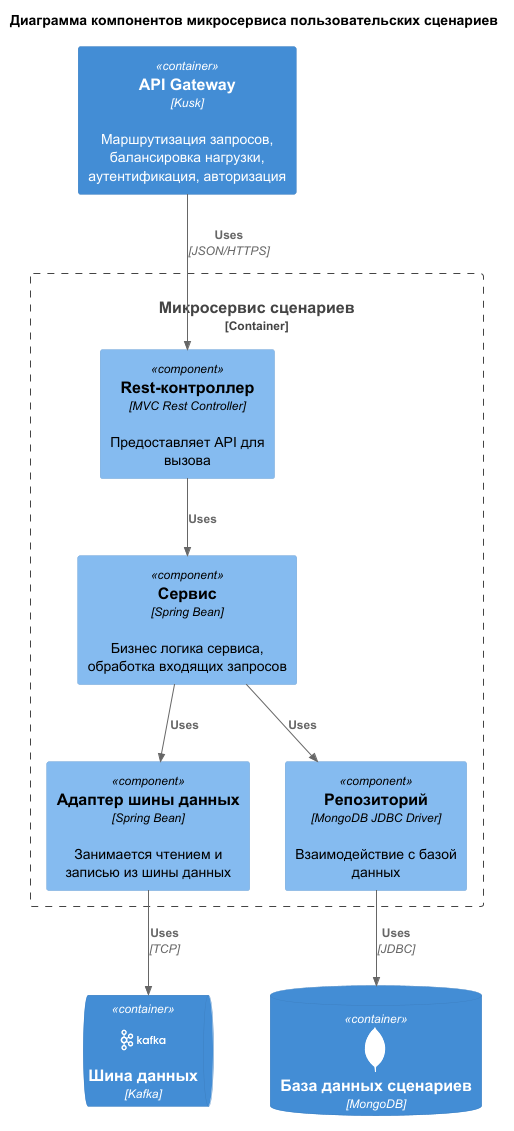 Диаграмма компонентов микросервиса пользовательских сценариев
«container»
API Gateway
[Kusk]
Маршрутизация запросов,
балансировка нагрузки,
аутентификация, авторизация
Uses
[JSON/HTTPS]
Микросервис сценариев
[Container]
«component»
Rest-контроллер
[MVC Rest Controller]
Предоставляет API для
вызова
Uses
«component»
Сервис
[Spring Bean]
Бизнес логика сервиса,
обработка входящих запросов
Uses
Uses
«component»
Адаптер шины данных
[Spring Bean]
Занимается чтением и
записью из шины данных
«component»
Репозиторий
[MongoDB JDBC Driver]
Взаимодействие с базой
данных
Uses
[TCP]
Uses
[JDBC]
«container»
kafka
Шина данных
[Kafka]
«container»
База данных сценариев
[MongoDB]